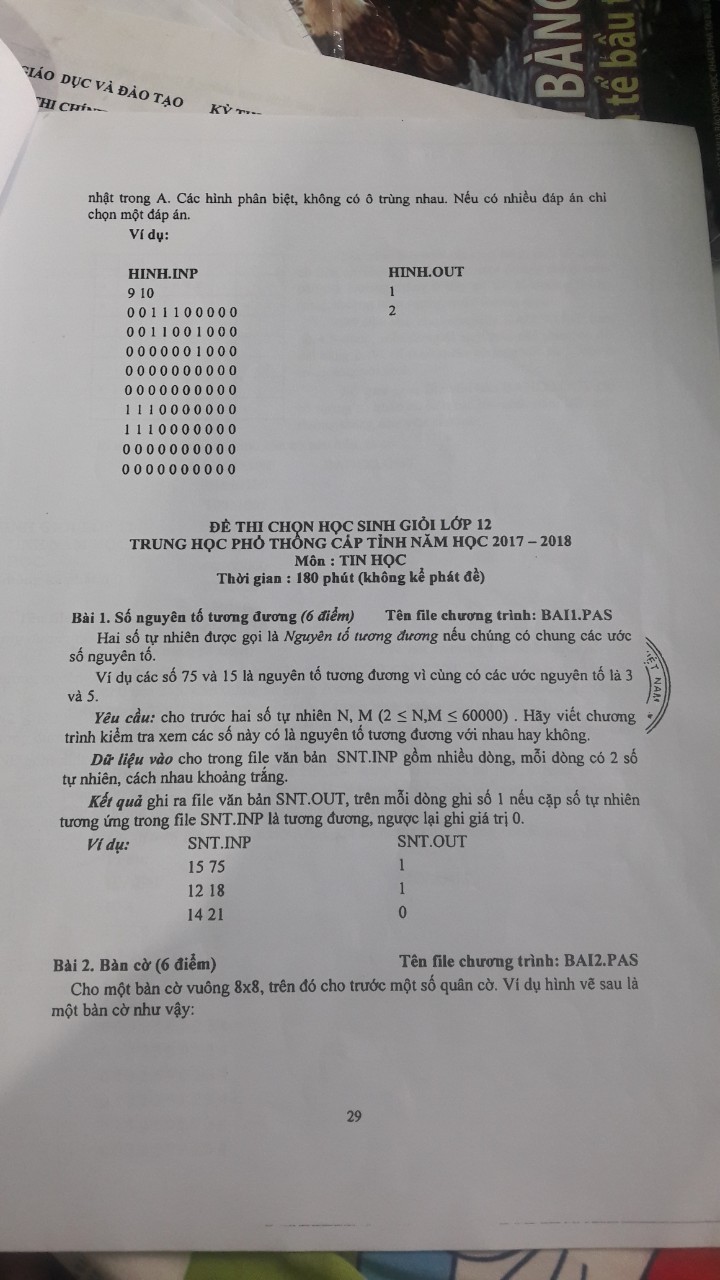 GIÁO DỤC VÀ ĐÀO TẠO
KỲ
BẢNG
tể bầu
nhật trong A. Các hình phân biệt, không có ô trùng nhau. Nếu có nhiều đáp án chỉ
chọn một đáp án.
Ví dụ:
HINH.INP HINH.OUT
9 10 1
0 0 1 1 1 0 0 0 0 0 2
0 0 1 1 0 0 1 0 0 0
0 0 0 0 0 0 1 0 0 0
0 0 0 0 0 0 0 0 0 0
0 0 0 0 0 0 0 0 0 0
1 1 1 0 0 0 0 0 0 0
1 1 1 0 0 0 0 0 0 0
0 0 0 0 0 0 0 0 0 0
0 0 0 0 0 0 0 0 0 0
ĐỀ THI CHỌN HỌC SINH GIỎI LỚP 12
TRUNG HỌC PHỔ THÔNG CẤP TỈNH NĂM HỌC 2017 – 2018
Môn : TIN HỌC
Thời gian : 180 phút (không kể phát đề)
Bài 1. Số nguyên tố tương đương (6 điểm) Tên file chương trình: BAI1.PAS
Hai số tự nhiên được gọi là Nguyên tố tương đương nếu chúng có chung các ước
số nguyên tố.
Ví dụ các số 75 và 15 là nguyên tố tương đương vì cùng có các ước nguyên tố là 3
và 5.
Yêu cầu: cho trước hai số tự nhiên N, M (2 ≤ N,M ≤ 60000) . Hãy viết chương
trình kiểm tra xem các số này có là nguyên tố tương đương với nhau hay không.
Dữ liệu vào cho trong file văn bản SNT.INP gồm nhiều dòng, mỗi dòng có 2 số
tự nhiên, cách nhau khoảng trắng.
Kết quả ghi ra file văn bản SNT.OUT, trên mỗi dòng ghi số 1 nếu cặp số tự nhiên
tương ứng trong file SNT.INP là tương đương, ngược lại ghi giá trị 0.
Ví dụ: SNT.INP SNT.OUT
15 75 1
12 18 1
14 21 0
VIỆT NAM
Bài 2. Bàn cờ (6 điểm) Tên file chương trình: BAI2.PAS
Cho một bàn cờ vuông 8x8, trên đó cho trước một số quân cờ. Ví dụ hình vẽ sau là
một bàn cờ như vậy:
29